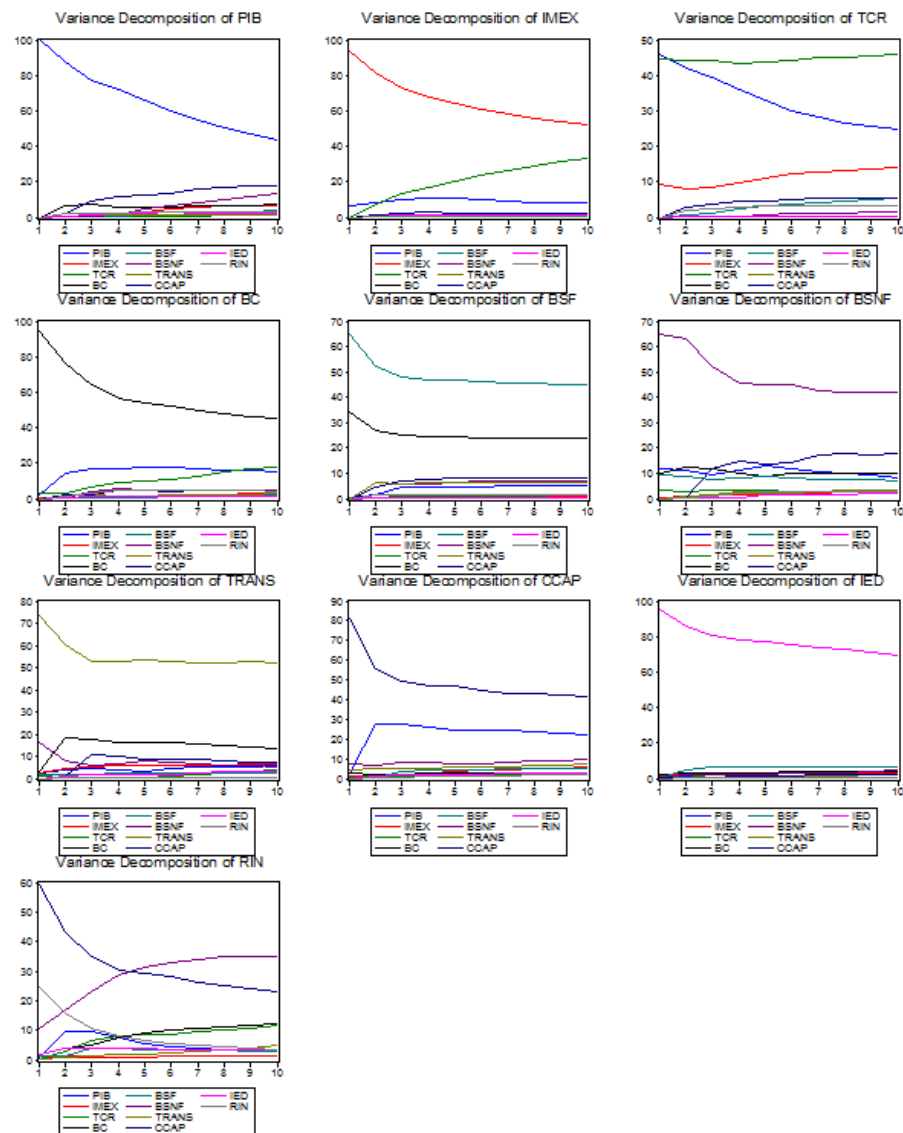 Variance Decomposition of PIB
100
80
60
40
20
0
1 2 3 4 5 6 7 8 9 10
PIB BSF IED
IMEX BSNF RIN
TCR TRANS
BC CCAP
Variance Decomposition of IMEX
100
80
60
40
20
0
1 2 3 4 5 6 7 8 9 10
PIB BSF IED
IMEX BSNF RIN
TCR TRANS
BC CCAP
Variance Decomposition of TCR
50
40
30
20
10
0
1 2 3 4 5 6 7 8 9 10
PIB BSF IED
IMEX BSNF RIN
TCR TRANS
BC CCAP
Variance Decomposition of BC
100
80
60
40
20
0
1 2 3 4 5 6 7 8 9 10
PIB BSF IED
IMEX BSNF RIN
TCR TRANS
BC CCAP
Variance Decomposition of BSF
70
60
50
40
30
20
10
0
1 2 3 4 5 6 7 8 9 10
PIB BSF IED
IMEX BSNF RIN
TCR TRANS
BC CCAP
Variance Decomposition of BSNF
70
60
50
40
30
20
10
0
1 2 3 4 5 6 7 8 9 10
PIB BSF IED
IMEX BSNF RIN
TCR TRANS
BC CCAP
Variance Decomposition of TRANS
80
70
60
50
40
30
20
10
0
1 2 3 4 5 6 7 8 9 10
PIB BSF IED
IMEX BSNF RIN
TCR TRANS
BC CCAP
Variance Decomposition of CCAP
90
80
70
60
50
40
30
20
10
0
1 2 3 4 5 6 7 8 9 10
PIB BSF IED
IMEX BSNF RIN
TCR TRANS
BC CCAP
Variance Decomposition of IED
100
80
60
40
20
0
1 2 3 4 5 6 7 8 9 10
PIB BSF IED
IMEX BSNF RIN
TCR TRANS
BC CCAP
Variance Decomposition of RIN
60
50
40
30
20
10
0
1 2 3 4 5 6 7 8 9 10
PIB BSF IED
IMEX BSNF RIN
TCR TRANS
BC CCAP